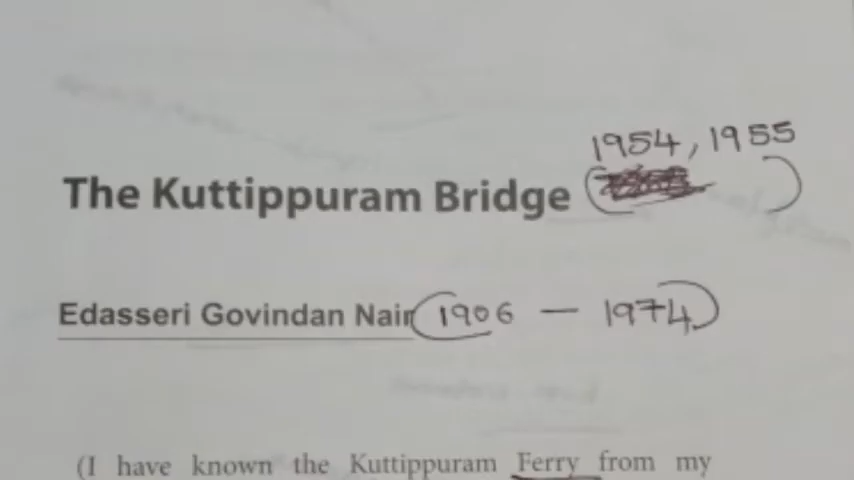 1954, 1955
The Kuttippuram Bridge ( )
Edasseri Govindan Nair (1906 — 1974)
(I have known the Kuttippuram Ferry from my